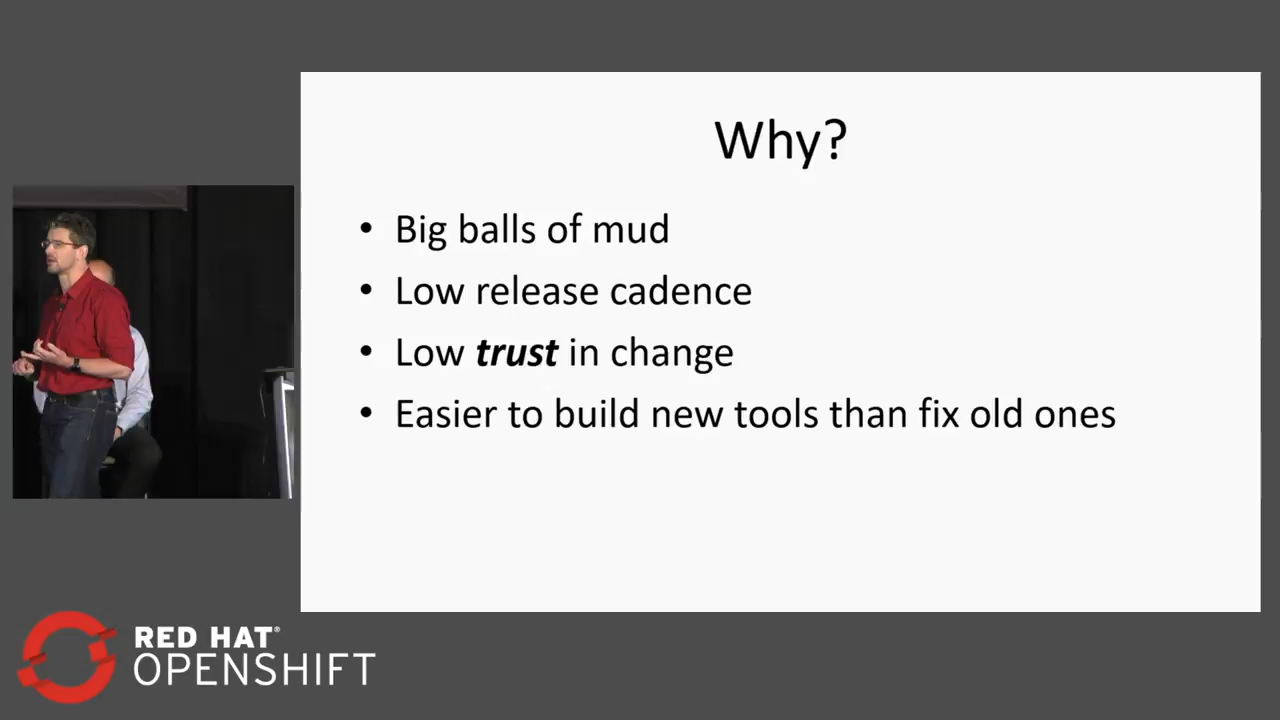 Why?
• Big balls of mud
• Low release cadence
• Low trust in change
• Easier to build new tools than fix old ones
RED HAT®
OPENSHIFT